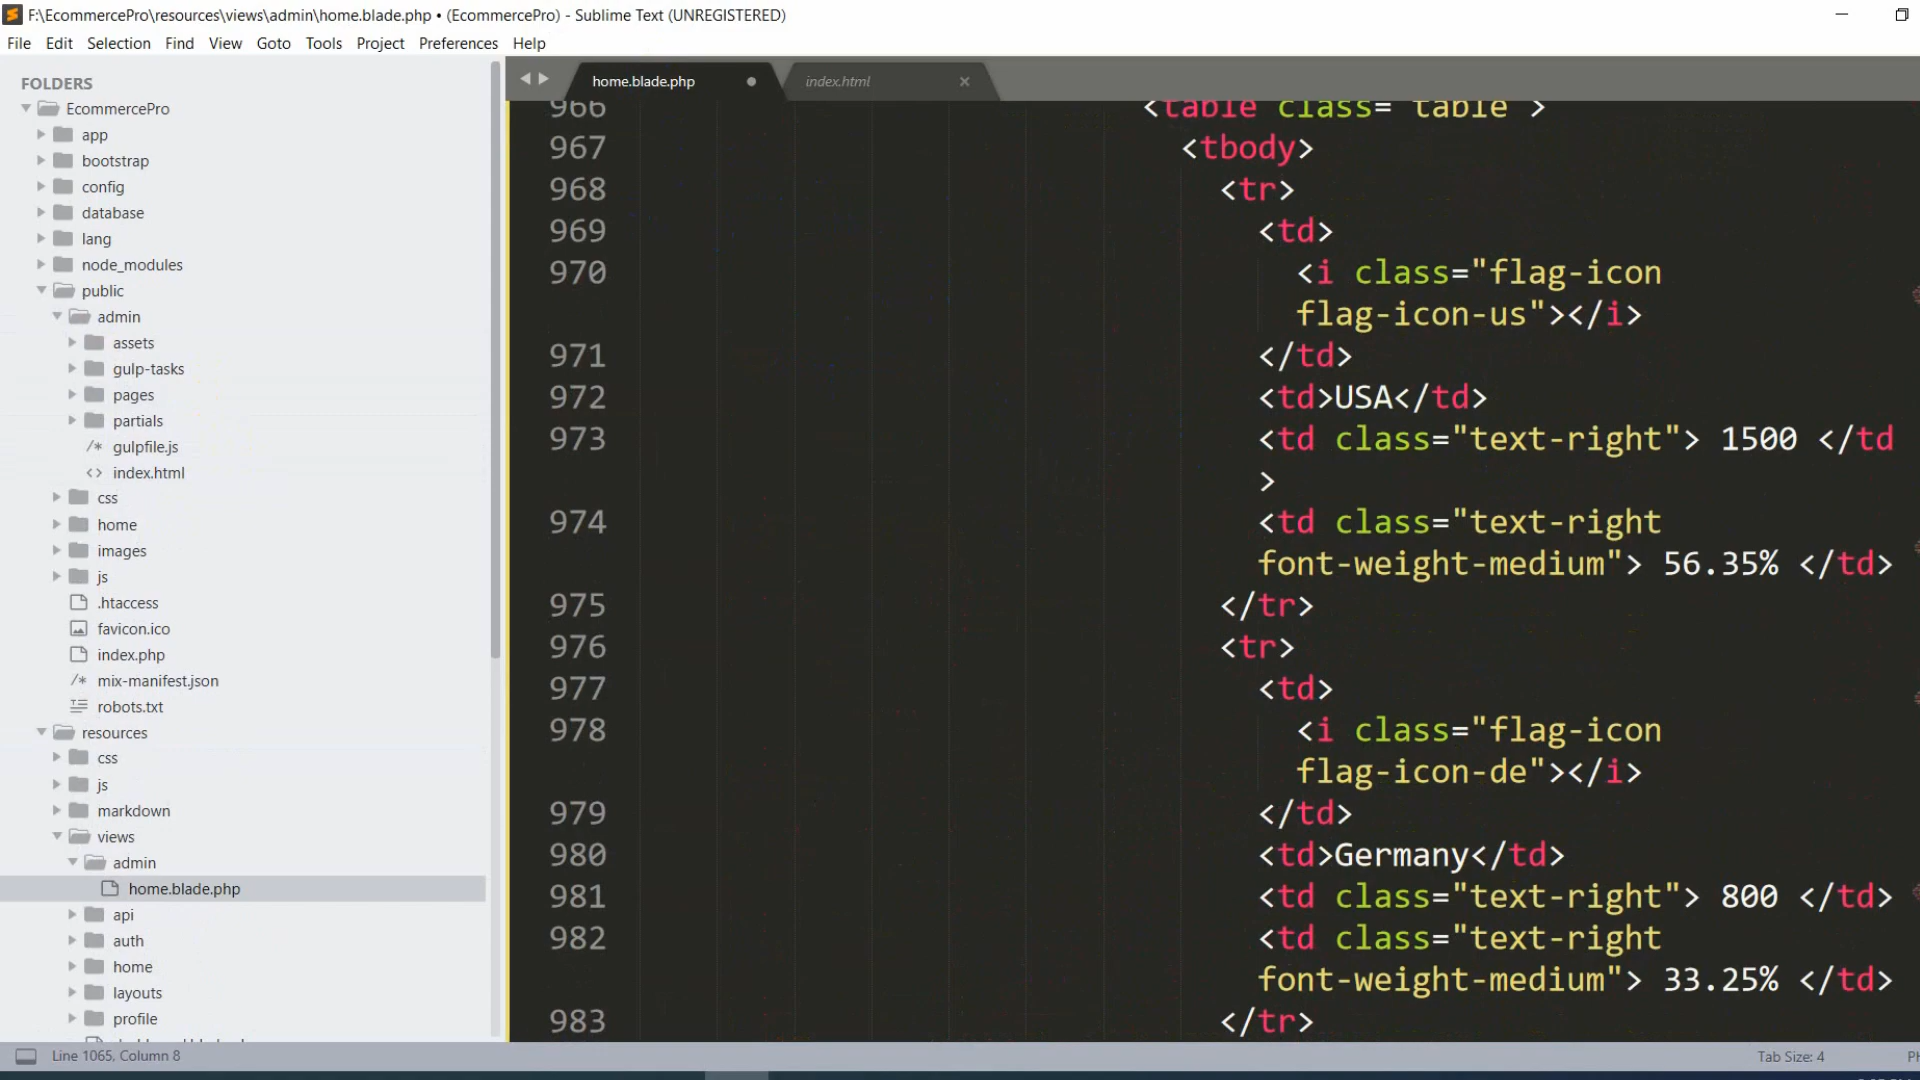 F:\EcommercePro\resources\views\admin\home.blade.php • (EcommercePro) - Sublime Text (UNREGISTERED)
File Edit Selection Find View Goto Tools Project Preferences Help
FOLDERS
EcommercePro
app
bootstrap
config
database
lang
node_modules
public
admin
assets
gulp-tasks
pages
partials
/* gulpfile.js
<> index.html
css
home
images
js
.htaccess
favicon.ico
index.php
/* mix-manifest.json
robots.txt
resources
css
js
markdown
views
admin
home.blade.php
api
auth
home
layouts
profile
home.blade.php
index.html
966 <table class="table">
967 <tbody>
968 <tr>
969 <td>
970 <i class="flag-icon
flag-icon-us"></i>
971 </td>
972 <td>USA</td>
973 <td class="text-right"> 1500 </td
>
974 <td class="text-right
font-weight-medium"> 56.35% </td>
975 </tr>
976 <tr>
977 <td>
978 <i class="flag-icon
flag-icon-de"></i>
979 </td>
980 <td>Germany</td>
981 <td class="text-right"> 800 </td>
982 <td class="text-right
font-weight-medium"> 33.25% </td>
983 </tr>
Line 1065, Column 8
Tab Size: 4